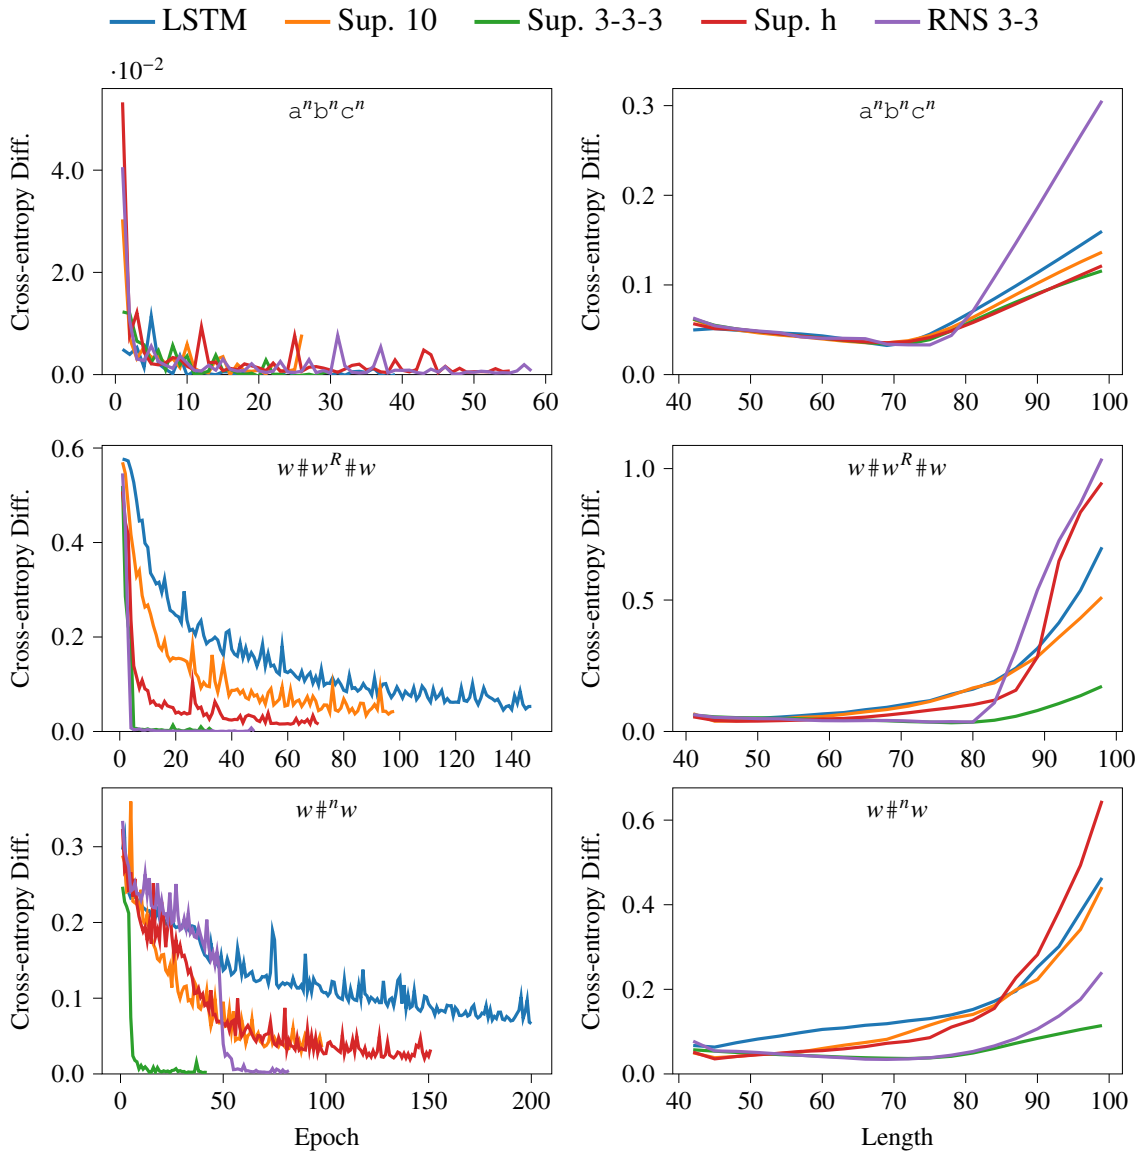 LSTM Sup. 10 Sup. 3-3-3 Sup. h RNS 3-3
·10⁻²
aⁿbⁿcⁿ
Cross-entropy Diff.
4.0
2.0
0.0
0 10 20 30 40 50 60
aⁿbⁿcⁿ
Cross-entropy Diff.
0.3
0.2
0.1
0.0
40 50 60 70 80 90 100
w#wᴿ#w
Cross-entropy Diff.
0.6
0.4
0.2
0.0
0 20 40 60 80 100 120 140
w#wᴿ#w
Cross-entropy Diff.
1.0
0.5
0.0
40 50 60 70 80 90 100
w#ⁿw
Cross-entropy Diff.
0.3
0.2
0.1
0.0
0 50 100 150 200
Epoch
w#ⁿw
Cross-entropy Diff.
0.6
0.4
0.2
0.0
40 50 60 70 80 90 100
Length